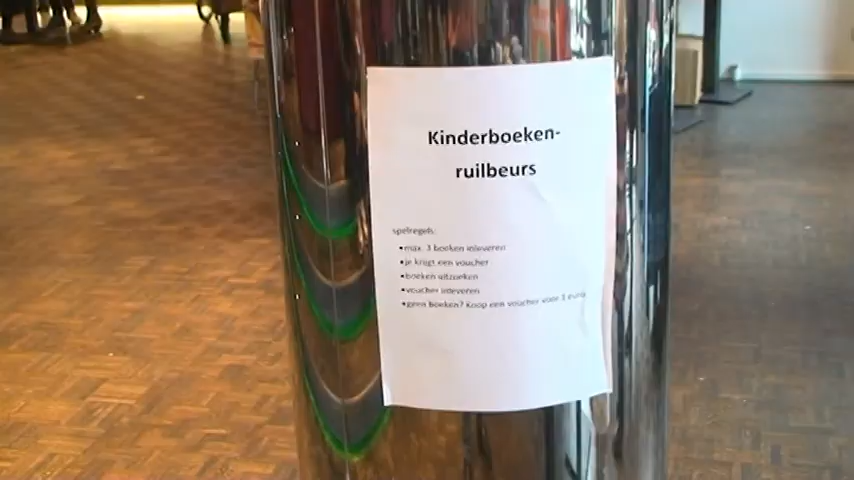 Kinderboeken-
ruilbeurs
spelregels:
•max. 3 boeken inleveren
•je krijgt een voucher
•boeken uitzoeken
•voucher inleveren
•geen boeken? Koop een voucher voor 1 euro